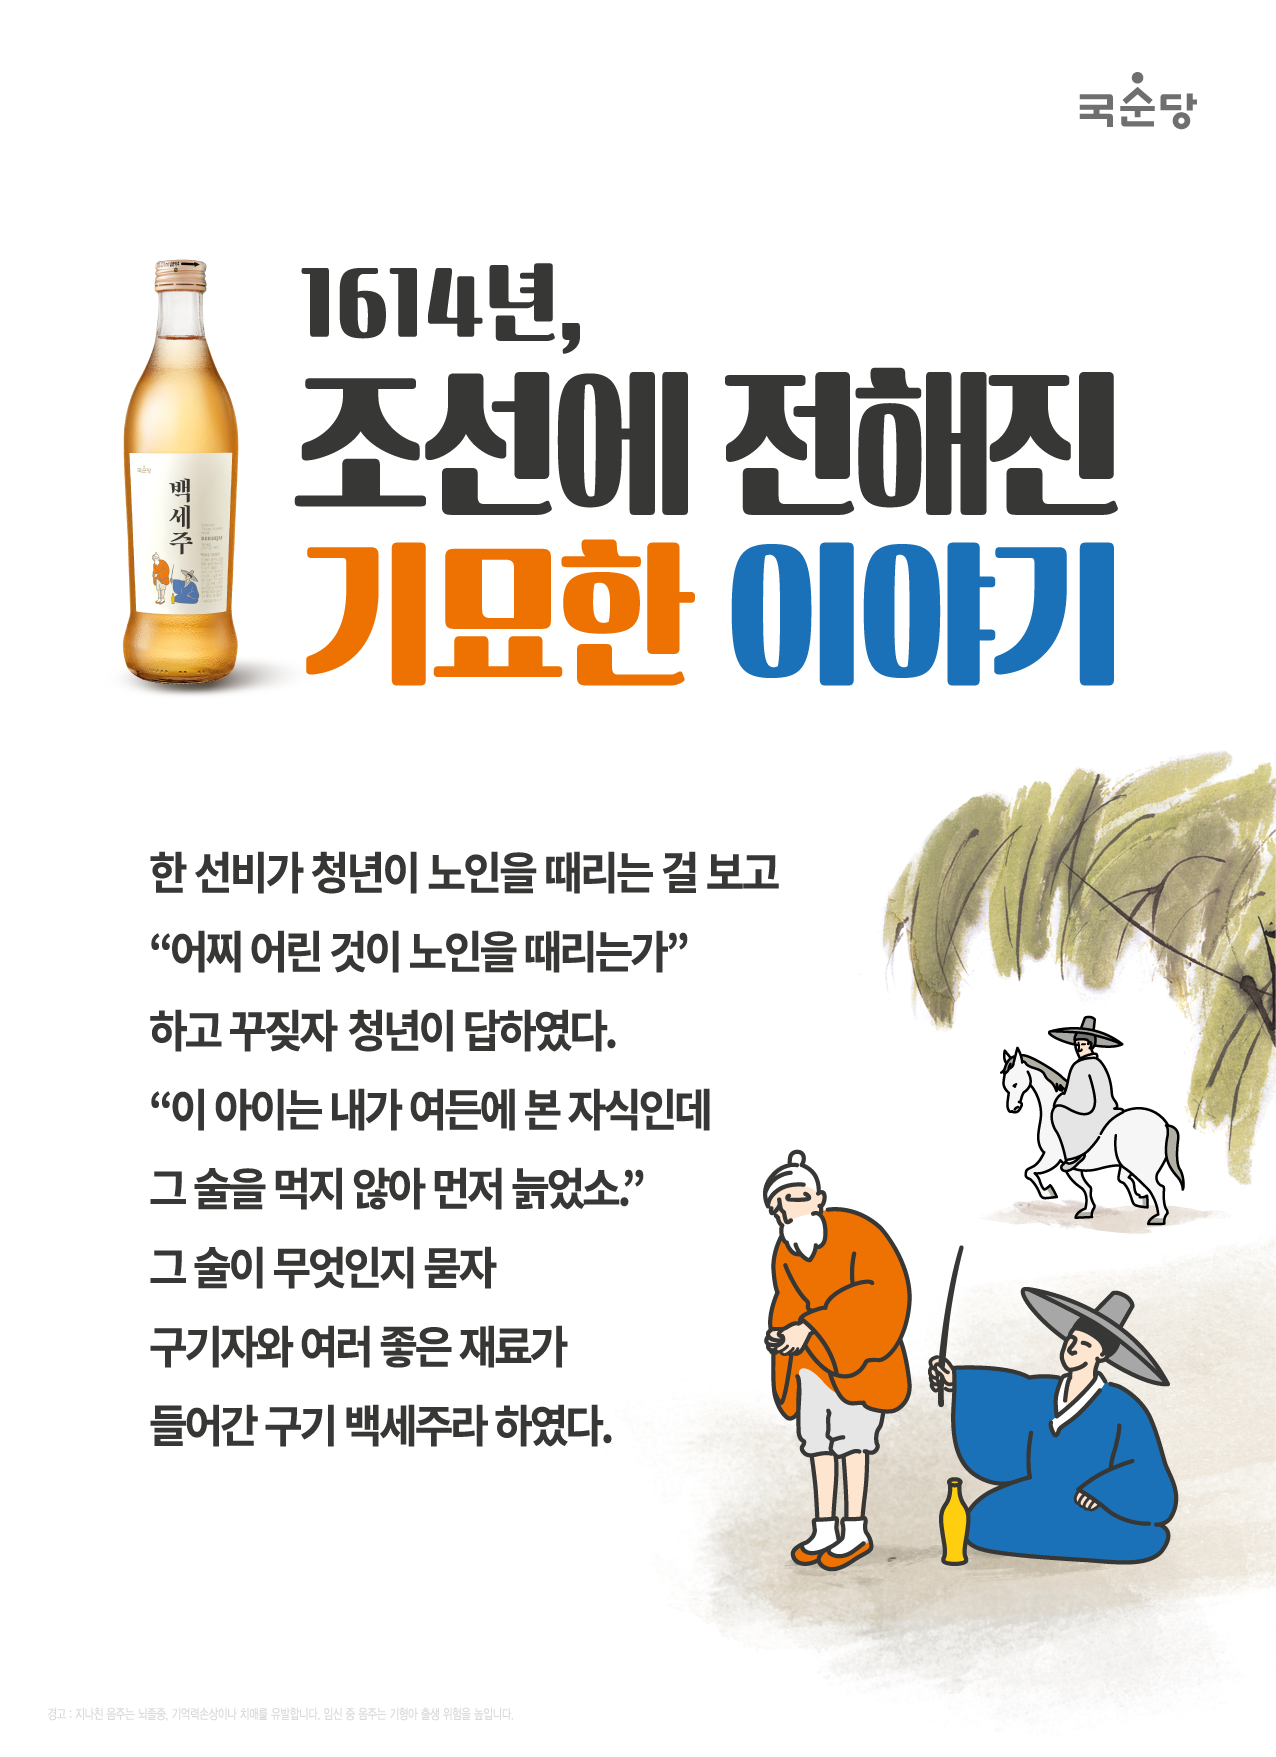 국순당
1614년,
조선에 전해진
기묘한 이야기
국순당
백세주
한 선비가 청년이 노인을 때리는 걸 보고
“어찌 어린 것이 노인을 때리는가”
하고 꾸짖자 청년이 답하였다.
“이 아이는 내가 여든에 본 자식인데
그 술을 먹지 않아 먼저 늙었소.”
그 술이 무엇인지 묻자
구기자와 여러 좋은 재료가
들어간 구기 백세주라 하였다.
경고 : 지나친 음주는 뇌졸중, 기억력손상이나 치매를 유발합니다. 임신 중 음주는 기형아 출생 위험을 높입니다.